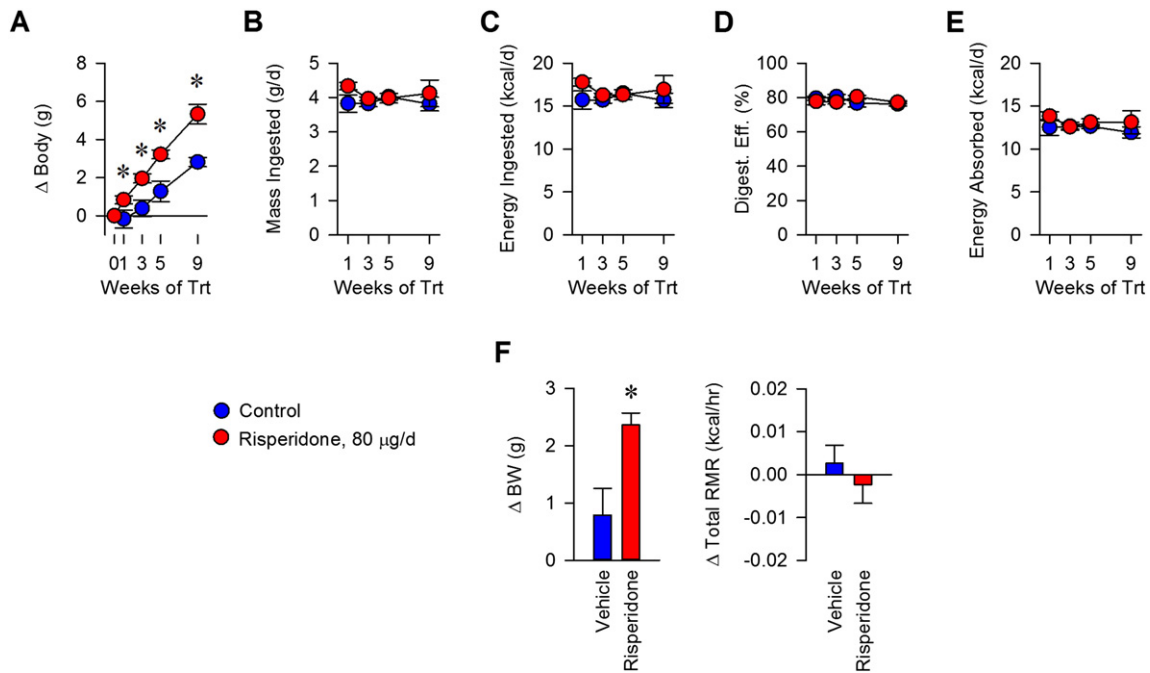 A
Δ Body (g)
8
6
4
2
0
* * * *
01 3 5 9
Weeks of Trt
B
Mass Ingested (g/d)
5
4
3
2
1
0
1 3 5 9
Weeks of Trt
C
Energy Ingested (kcal/d)
20
15
10
5
0
1 3 5 9
Weeks of Trt
D
Digest. Eff. (%)
100
80
60
40
20
0
1 3 5 9
Weeks of Trt
E
Energy Absorbed (kcal/d)
20
15
10
5
0
1 3 5 9
Weeks of Trt
Control
Risperidone, 80 μg/d
F
Δ BW (g)
3
2
1
0
*
Vehicle
Risperidone
Δ Total RMR (kcal/hr)
0.02
0.01
0.00
-0.01
-0.02
Vehicle
Risperidone